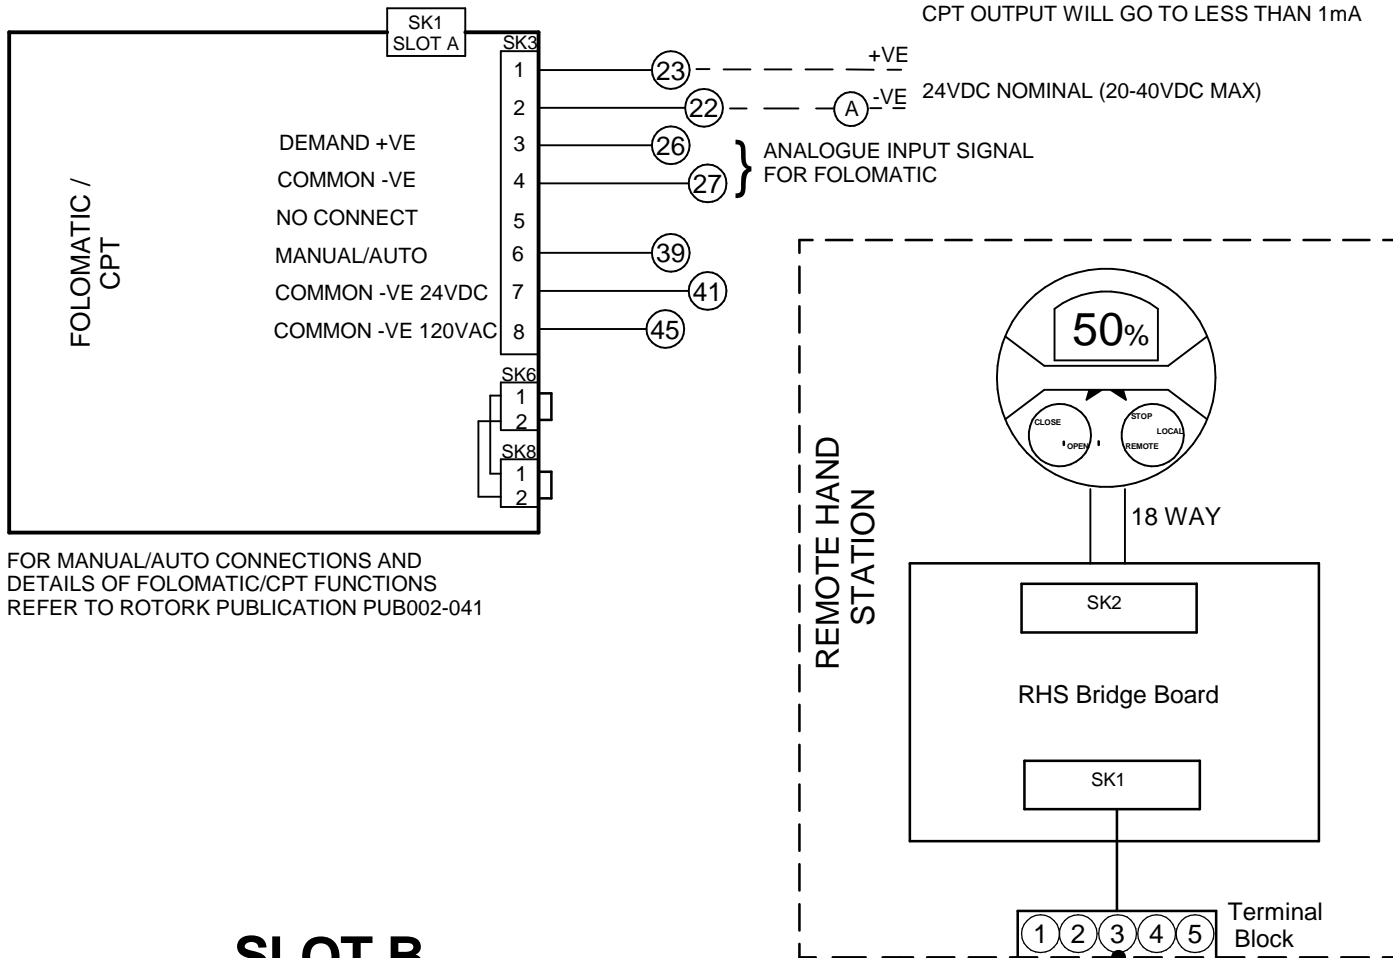 SK1
SLOT A
SK3
CPT OUTPUT WILL GO TO LESS THAN 1mA
1
23
+VE
2
22
A
-VE
24VDC NOMINAL (20-40VDC MAX)
DEMAND +VE
3
26
COMMON -VE
4
27
} ANALOGUE INPUT SIGNAL
FOR FOLOMATIC
NO CONNECT
5
MANUAL/AUTO
6
39
COMMON -VE 24VDC
7
41
COMMON -VE 120VAC
8
45
FOLOMATIC /
CPT
SK6
1
2
SK8
1
2
FOR MANUAL/AUTO CONNECTIONS AND
DETAILS OF FOLOMATIC/CPT FUNCTIONS
REFER TO ROTORK PUBLICATION PUB002-041
REMOTE HAND
STATION
50%
CLOSE
OPEN
STOP
LOCAL
REMOTE
18 WAY
SK2
RHS Bridge Board
SK1
1 2 3 4 5
Terminal
Block
SLOT B